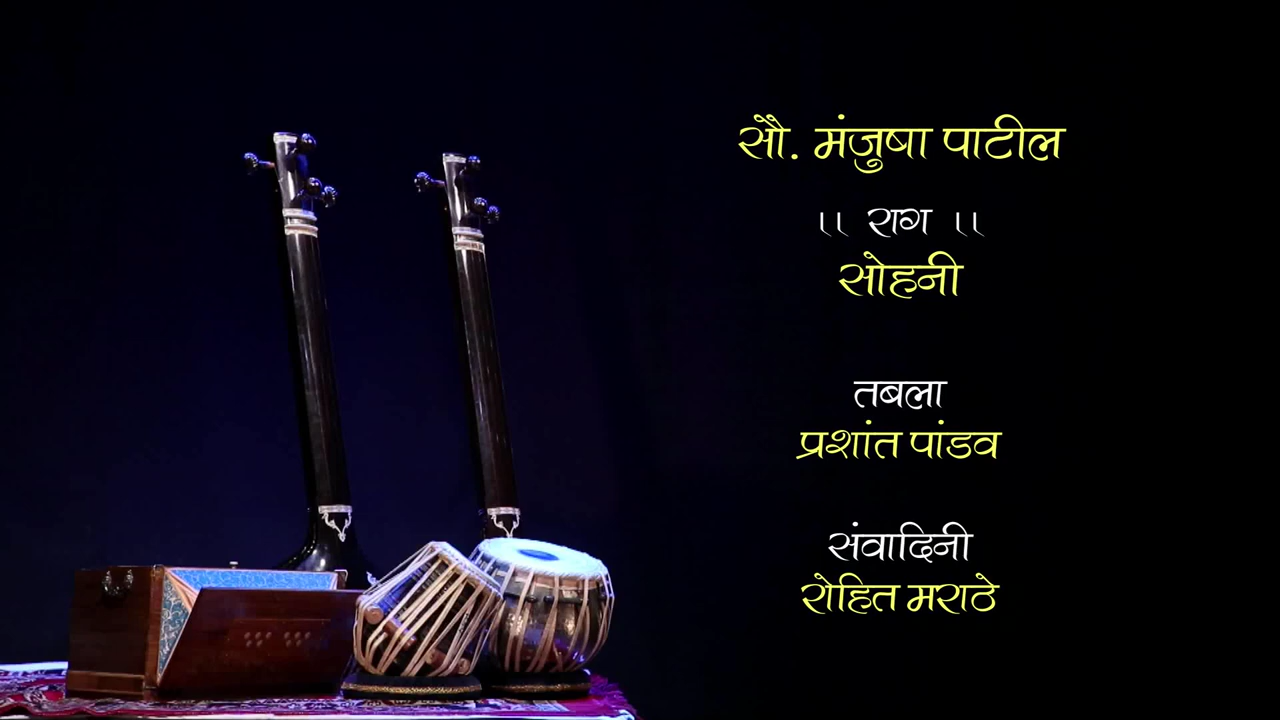 सौ. मंजुषा पाटील
।। राग ।।
सोहनी
तबला
प्रशांत पांडव
संवादिनी
रोहित मराठे